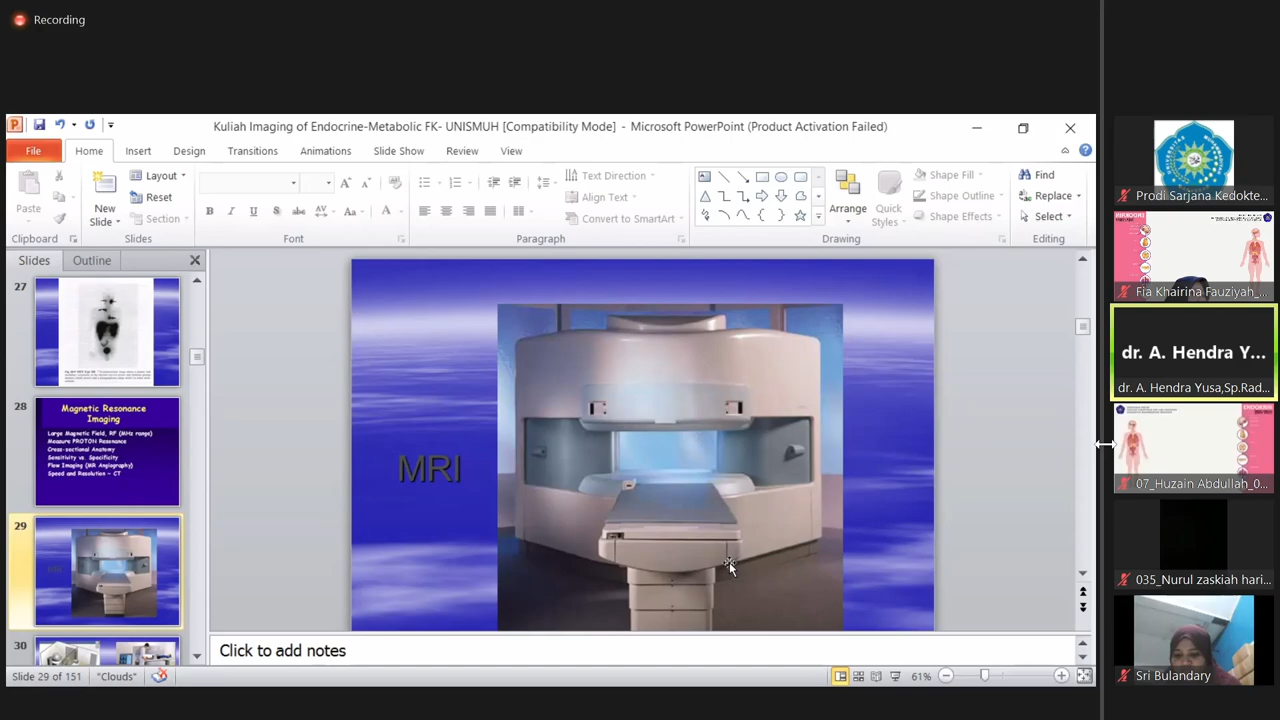 Recording
Kuliah Imaging of Endocrine-Metabolic FK- UNISMUH [Compatibility Mode] - Microsoft PowerPoint (Product Activation Failed)
File Home Insert Design Transitions Animations Slide Show Review View
Paste
Clipboard
New Slide
Layout
Reset
Section
Slides
B I U S abc AV Aa A
Font
Text Direction
Align Text
Convert to SmartArt
Paragraph
Arrange
Quick Styles
Shape Fill
Shape Outline
Shape Effects
Drawing
Find
Replace
Select
Editing
Slides Outline
27
28
Magnetic Resonance
Imaging
Large Magnetic Field, RF (MHz range)
Measure PROTON Resonance
Cross-sectional Anatomy
Sensitivity vs. Specificity
Flow Imaging (MR Angiography)
Speed and Resolution ~ CT
29
MRI
30
MRI
Click to add notes
Slide 29 of 151 "Clouds" 61%
Prodi Sarjana Kedokte...
Fia Khairina Fauziyah_...
dr. A. Hendra Y...
dr. A. Hendra Yusa,Sp.Rad...
07_Huzain Abdullah_0...
035_Nurul zaskiah hari...
Sri Bulandary